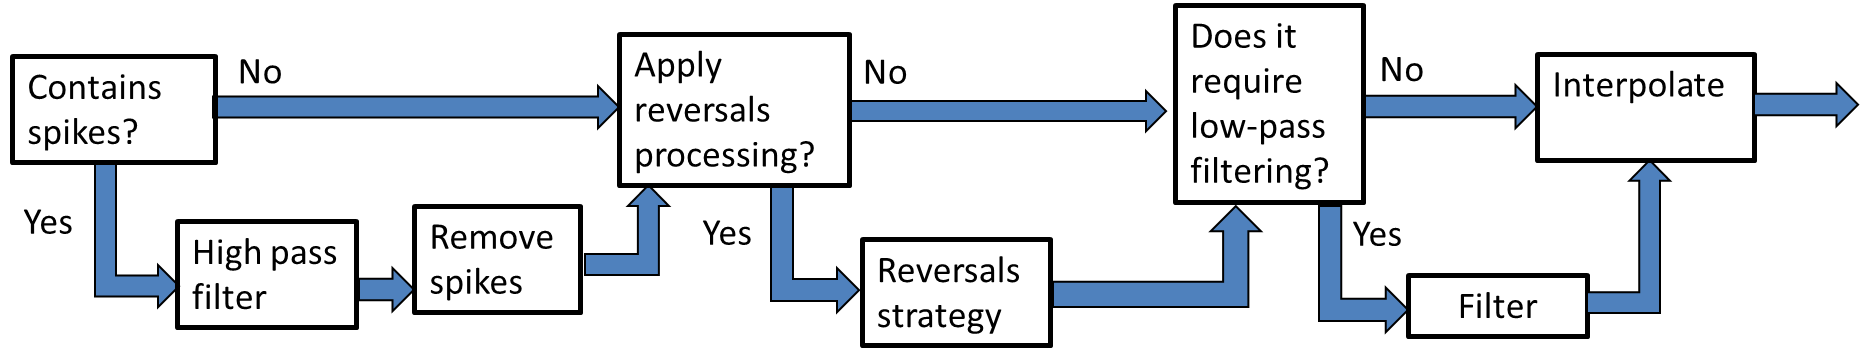 Contains
spikes?
No
Yes
High pass
filter
Remove
spikes
Apply
reversals
processing?
No
Yes
Reversals
strategy
Does it
require
low-pass
filtering?
No
Yes
Filter
Interpolate